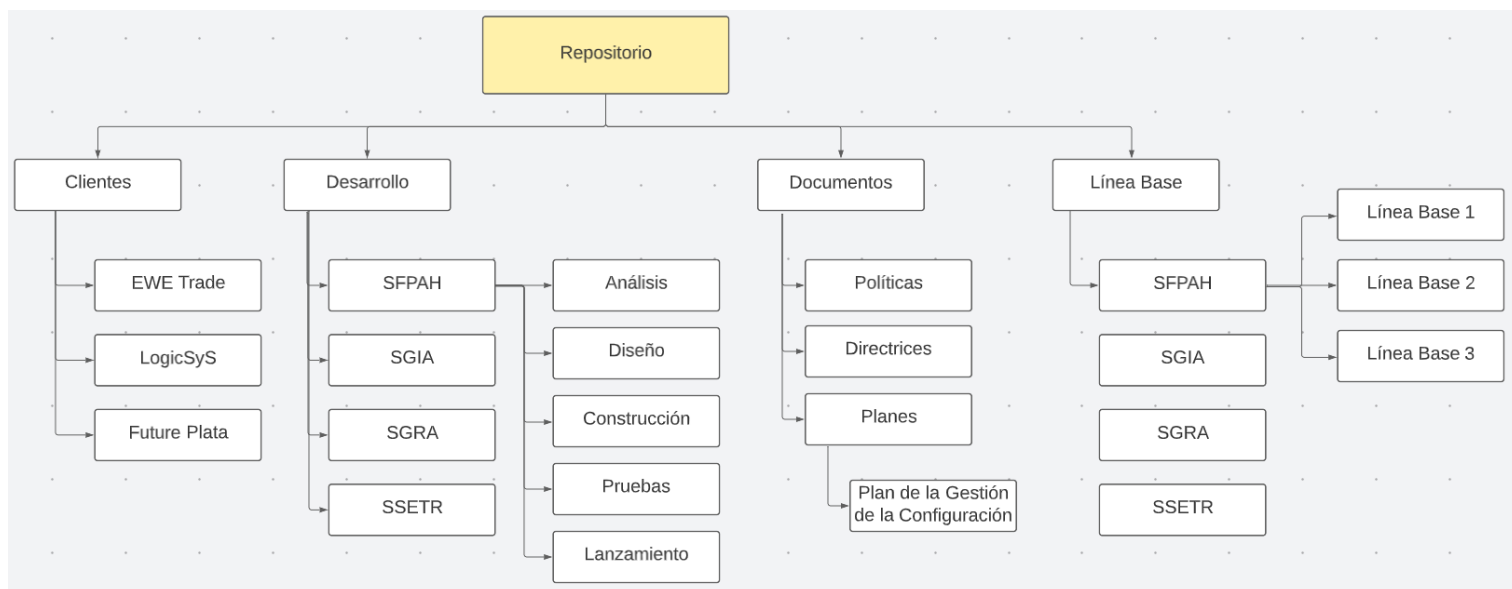 Repositorio
Clientes
Desarrollo
Documentos
Línea Base
EWE Trade
LogicSyS
Future Plata
SFPAH
SGIA
SGRA
SSETR
Análisis
Diseño
Construcción
Pruebas
Lanzamiento
Políticas
Directrices
Planes
Plan de la Gestión
de la Configuración
SFPAH
SGIA
SGRA
SSETR
Línea Base 1
Línea Base 2
Línea Base 3